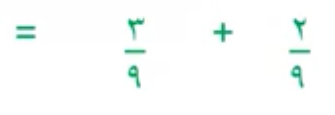 ٢/٩ + ٣/٩ =